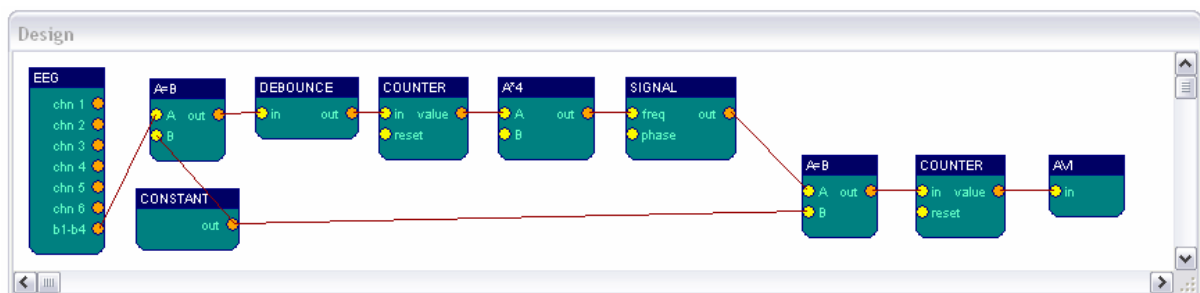 Design
EEG
chn 1
chn 2
chn 3
chn 4
chn 5
chn 6
b1-b4
A=B
A out
B
CONSTANT
out
DEBOUNCE
in out
COUNTER
in value
reset
A*4
A out
B
SIGNAL
freq out
phase
A=B
A out
B
COUNTER
in value
reset
AVI
in